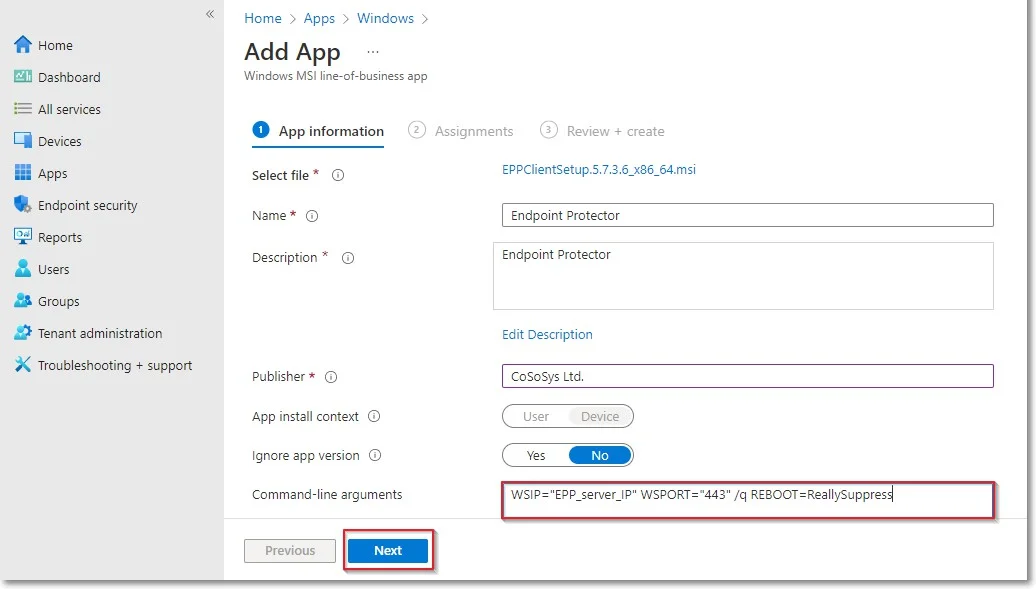 «
Home
Dashboard
All services
Devices
Apps
Endpoint security
Reports
Users
Groups
Tenant administration
Troubleshooting + support
Home > Apps > Windows >
Add App ...
Windows MSI line-of-business app
1 App information 2 Assignments 3 Review + create
Select file * EPPClientSetup.5.7.3.6_x86_64.msi
Name * Endpoint Protector
Description * Endpoint Protector
Edit Description
Publisher * CoSoSys Ltd.
App install context User Device
Ignore app version Yes No
Command-line arguments WSIP="EPP_server_IP" WSPORT="443" /q REBOOT=ReallySuppress
Previous Next